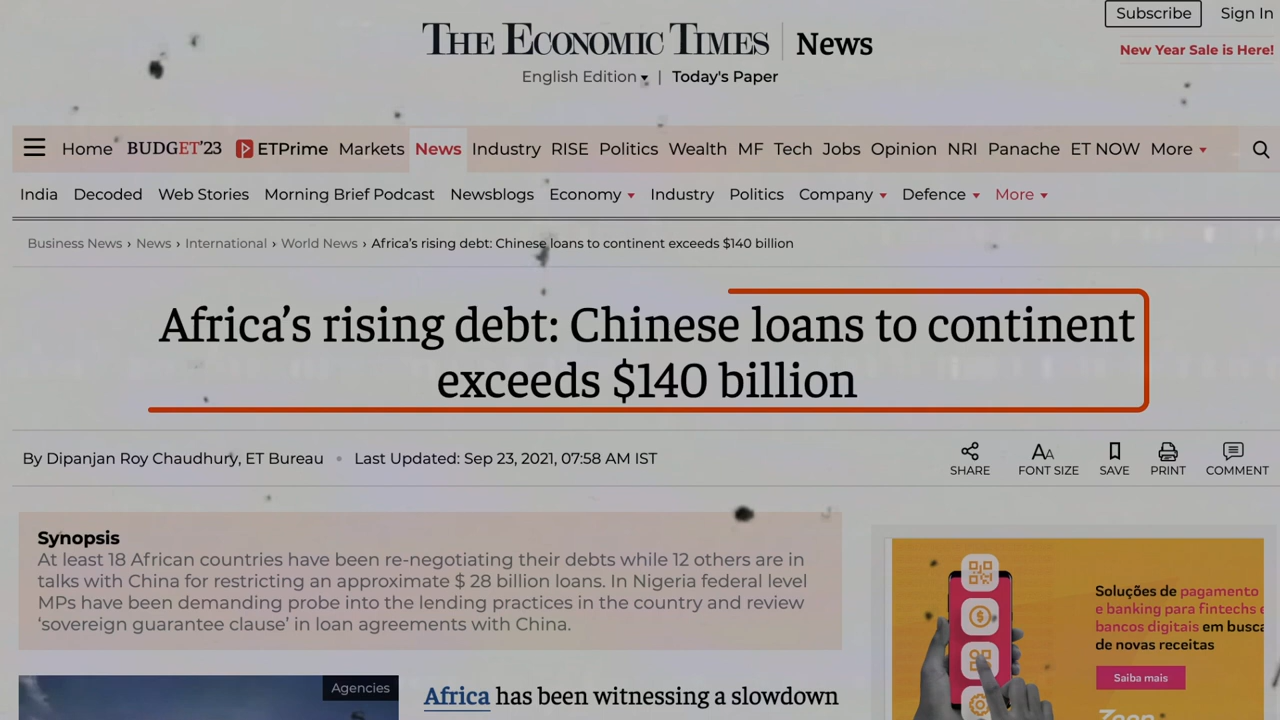 Subscribe Sign In
THE ECONOMIC TIMES News
New Year Sale is Here!
English Edition | Today's Paper
Home BUDGET'23 ETPrime Markets News Industry RISE Politics Wealth MF Tech Jobs Opinion NRI Panache ET NOW More
India Decoded Web Stories Morning Brief Podcast Newsblogs Economy Industry Politics Company Defence More
Business News › News › International › World News › Africa's rising debt: Chinese loans to continent exceeds $140 billion
Africa’s rising debt: Chinese loans to continent
exceeds $140 billion
By Dipanjan Roy Chaudhury, ET Bureau • Last Updated: Sep 23, 2021, 07:58 AM IST
SHARE FONT SIZE SAVE PRINT COMMENT
Synopsis
At least 18 African countries have been re-negotiating their debts while 12 others are in
talks with China for restricting an approximate $ 28 billion loans. In Nigeria federal level
MPs have been demanding probe into the lending practices in the country and review
‘sovereign guarantee clause’ in loan agreements with China.
Agencies
Africa has been witnessing a slowdown
Soluções de pagamento
e banking para fintechs e
bancos digitais em busca
de novas receitas
Saiba mais